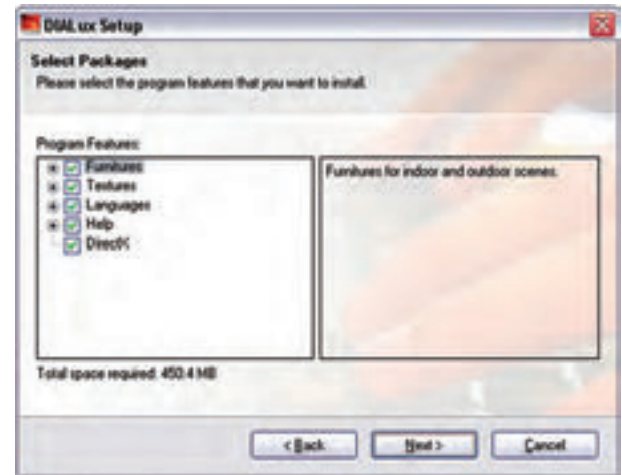 DIALux Setup
Select Packages
Please select the program features that you want to install.
Program Features:
Furnitures
Textures
Languages
Help
DirectX
Furnitures for indoor and outdoor scenes.
Total space required: 450.4 MB
< Back
Next >
Cancel